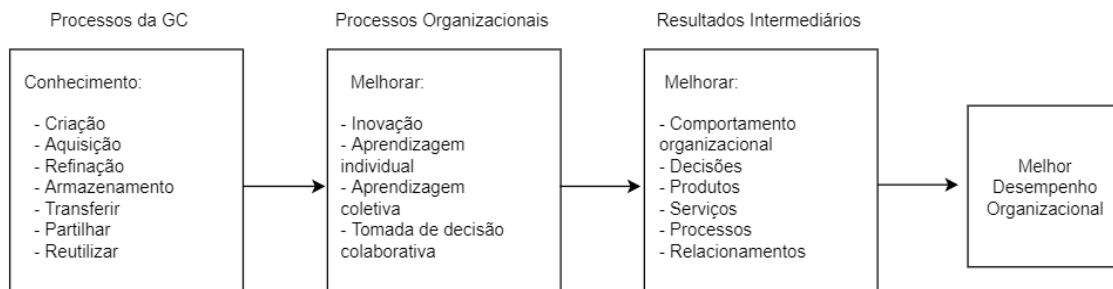 Processos da GC
Processos Organizacionais
Resultados Intermediários
Conhecimento:
- Criação
- Aquisição
- Refinação
- Armazenamento
- Transferir
- Partilhar
- Reutilizar
Melhorar:
- Inovação
- Aprendizagem
individual
- Aprendizagem
coletiva
- Tomada de decisão
colaborativa
Melhorar:
- Comportamento
organizacional
- Decisões
- Produtos
- Serviços
- Processos
- Relacionamentos
Melhor
Desempenho
Organizacional